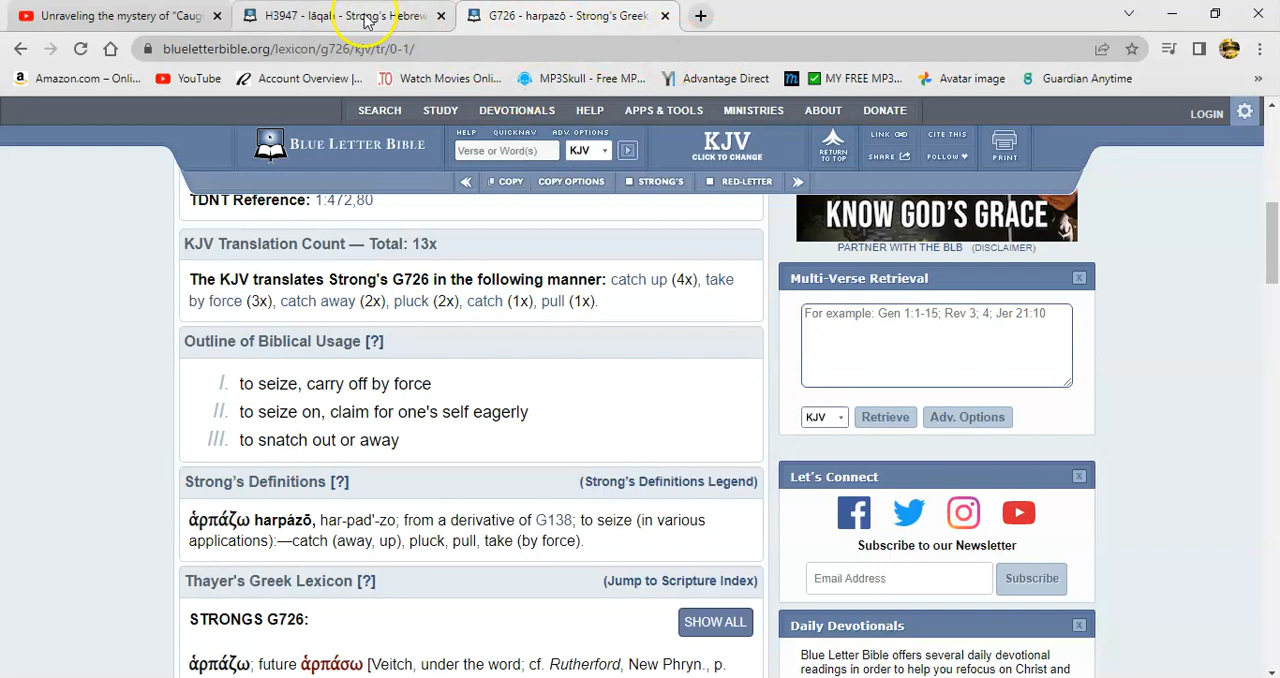 Unraveling the mystery of "Caug
H3947 - lāqaḥ - Strong's Hebrew
G726 - harpazō - Strong's Greek
blueletterbible.org/lexicon/g726/kjv/tr/0-1/
Amazon.com – Onli...
YouTube
Account Overview |...
Watch Movies Onlin...
MP3Skull - Free MP...
Advantage Direct
MY FREE MP3...
Avatar image
Guardian Anytime
»
SEARCH STUDY DEVOTIONALS HELP APPS & TOOLS MINISTRIES ABOUT DONATE
LOGIN
BLUE LETTER BIBLE
HELP QUICKNAV ADV. OPTIONS
Verse or Word(s)
KJV
KJV
CLICK TO CHANGE
RETURN
TO TOP
LINK
CITE THIS
SHARE
FOLLOW
PRINT
COPY COPY OPTIONS STRONG'S RED-LETTER
TDNT Reference: 1:472,80
KJV Translation Count — Total: 13x
The KJV translates Strong's G726 in the following manner: catch up (4x), take
by force (3x), catch away (2x), pluck (2x), catch (1x), pull (1x).
Outline of Biblical Usage [?]
I. to seize, carry off by force
II. to seize on, claim for one's self eagerly
III. to snatch out or away
Strong's Definitions [?]
(Strong's Definitions Legend)
ἁρπάζω harpázō, har-pad'-zo; from a derivative of G138; to seize (in various
applications):—catch (away, up), pluck, pull, take (by force).
Thayer's Greek Lexicon [?]
(Jump to Scripture Index)
STRONGS G726:
SHOW ALL
ἁρπάζω; future ἁρπάσω [Veitch, under the word; cf. Rutherford, New Phryn., p.
KNOW GOD'S GRACE
PARTNER WITH THE BLB (DISCLAIMER)
Multi-Verse Retrieval
x
For example: Gen 1:1-15; Rev 3; 4; Jer 21:10
KJV
Retrieve
Adv. Options
Let's Connect
x
Subscribe to our Newsletter
Email Address
Subscribe
Daily Devotionals
x
Blue Letter Bible offers several daily devotional
readings in order to help you refocus on Christ and